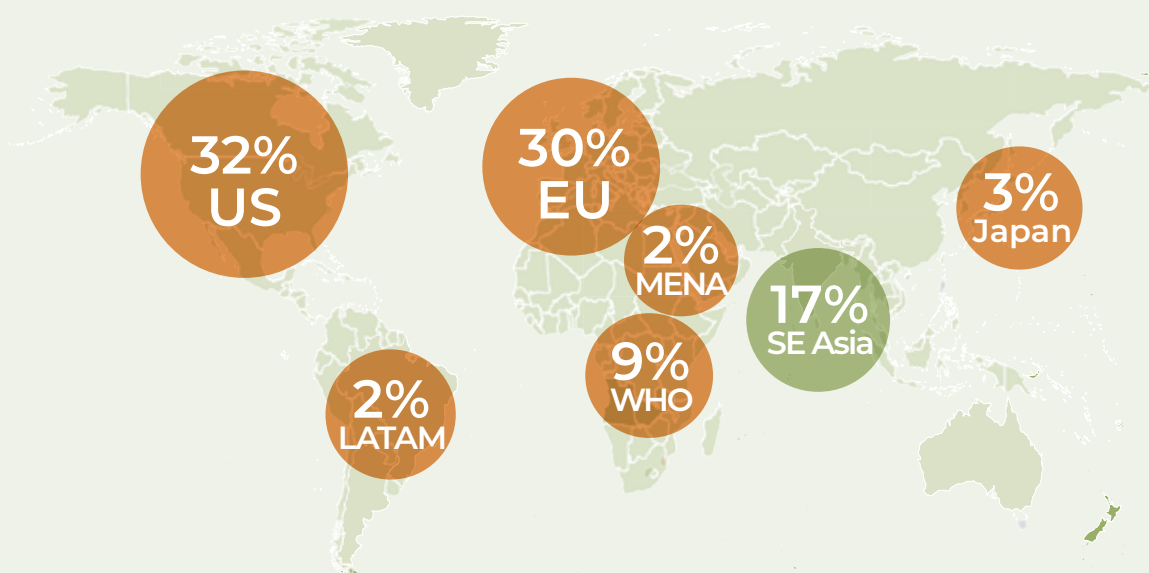 32%
US
30%
EU
2%
MENA
3%
Japan
17%
SE Asia
9%
WHO
2%
LATAM